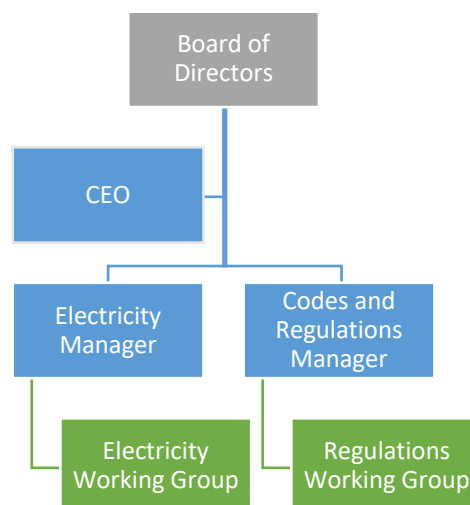 Board of
Directors
CEO
Electricity
Manager
Codes and
Regulations
Manager
Electricity
Working Group
Regulations
Working Group